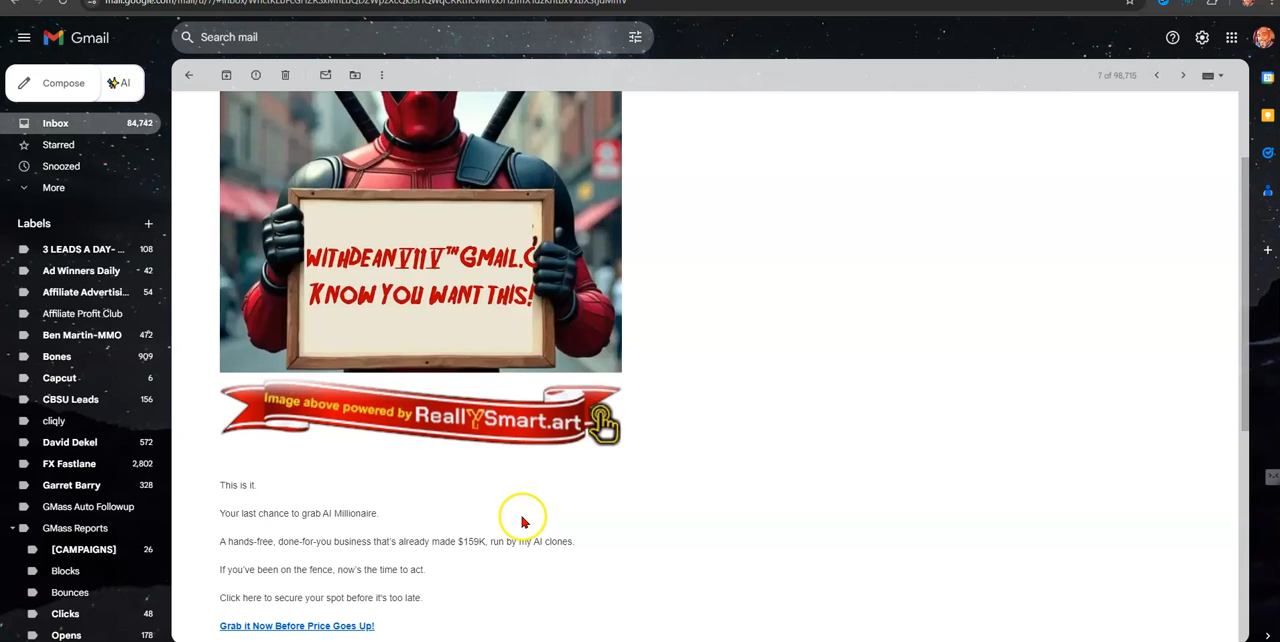 Gmail
Search mail
Compose
AI
7 of 98,715
Inbox 84,742
Starred
Snoozed
More
Labels
3 LEADS A DAY- ... 108
Ad Winners Daily 42
Affiliate Advertisi... 54
Affiliate Profit Club
Ben Martin-MMO 472
Bones 909
Capcut 6
CBSU Leads 156
cliqly
David Dekel 572
FX Fastlane 2,802
Garret Barry 328
GMass Auto Followup
GMass Reports
[CAMPAIGNS] 26
Blocks
Bounces
Clicks 48
Opens 178
KNOW YOU WANT THIS!
Image above powered by ReallYSmart.art
This is it.
Your last chance to grab AI Millionaire.
A hands-free, done-for-you business that's already made $159K, run by my AI clones.
If you've been on the fence, now's the time to act.
Click here to secure your spot before it's too late.
Grab it Now Before Price Goes Up!